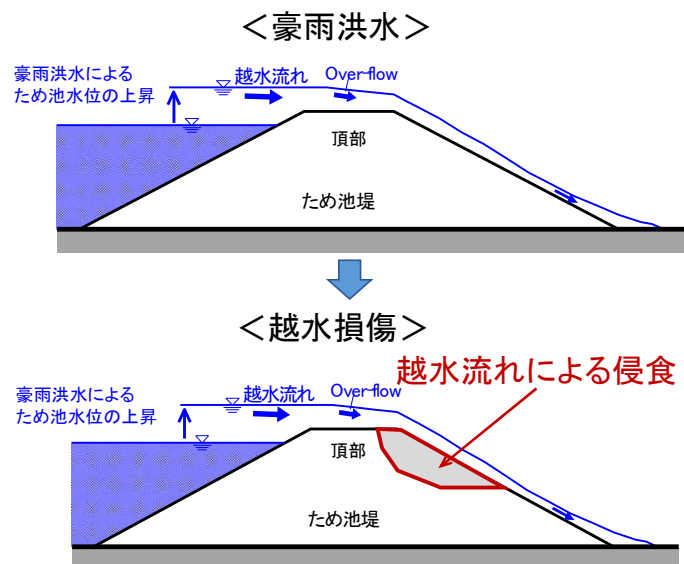 ＜豪雨洪水＞
豪雨洪水による
ため池水位の上昇
越水流れ
Over-flow
頂部
ため池堤
＜越水損傷＞
越水流れによる侵食
豪雨洪水による
ため池水位の上昇
越水流れ
Over-flow
頂部
ため池堤